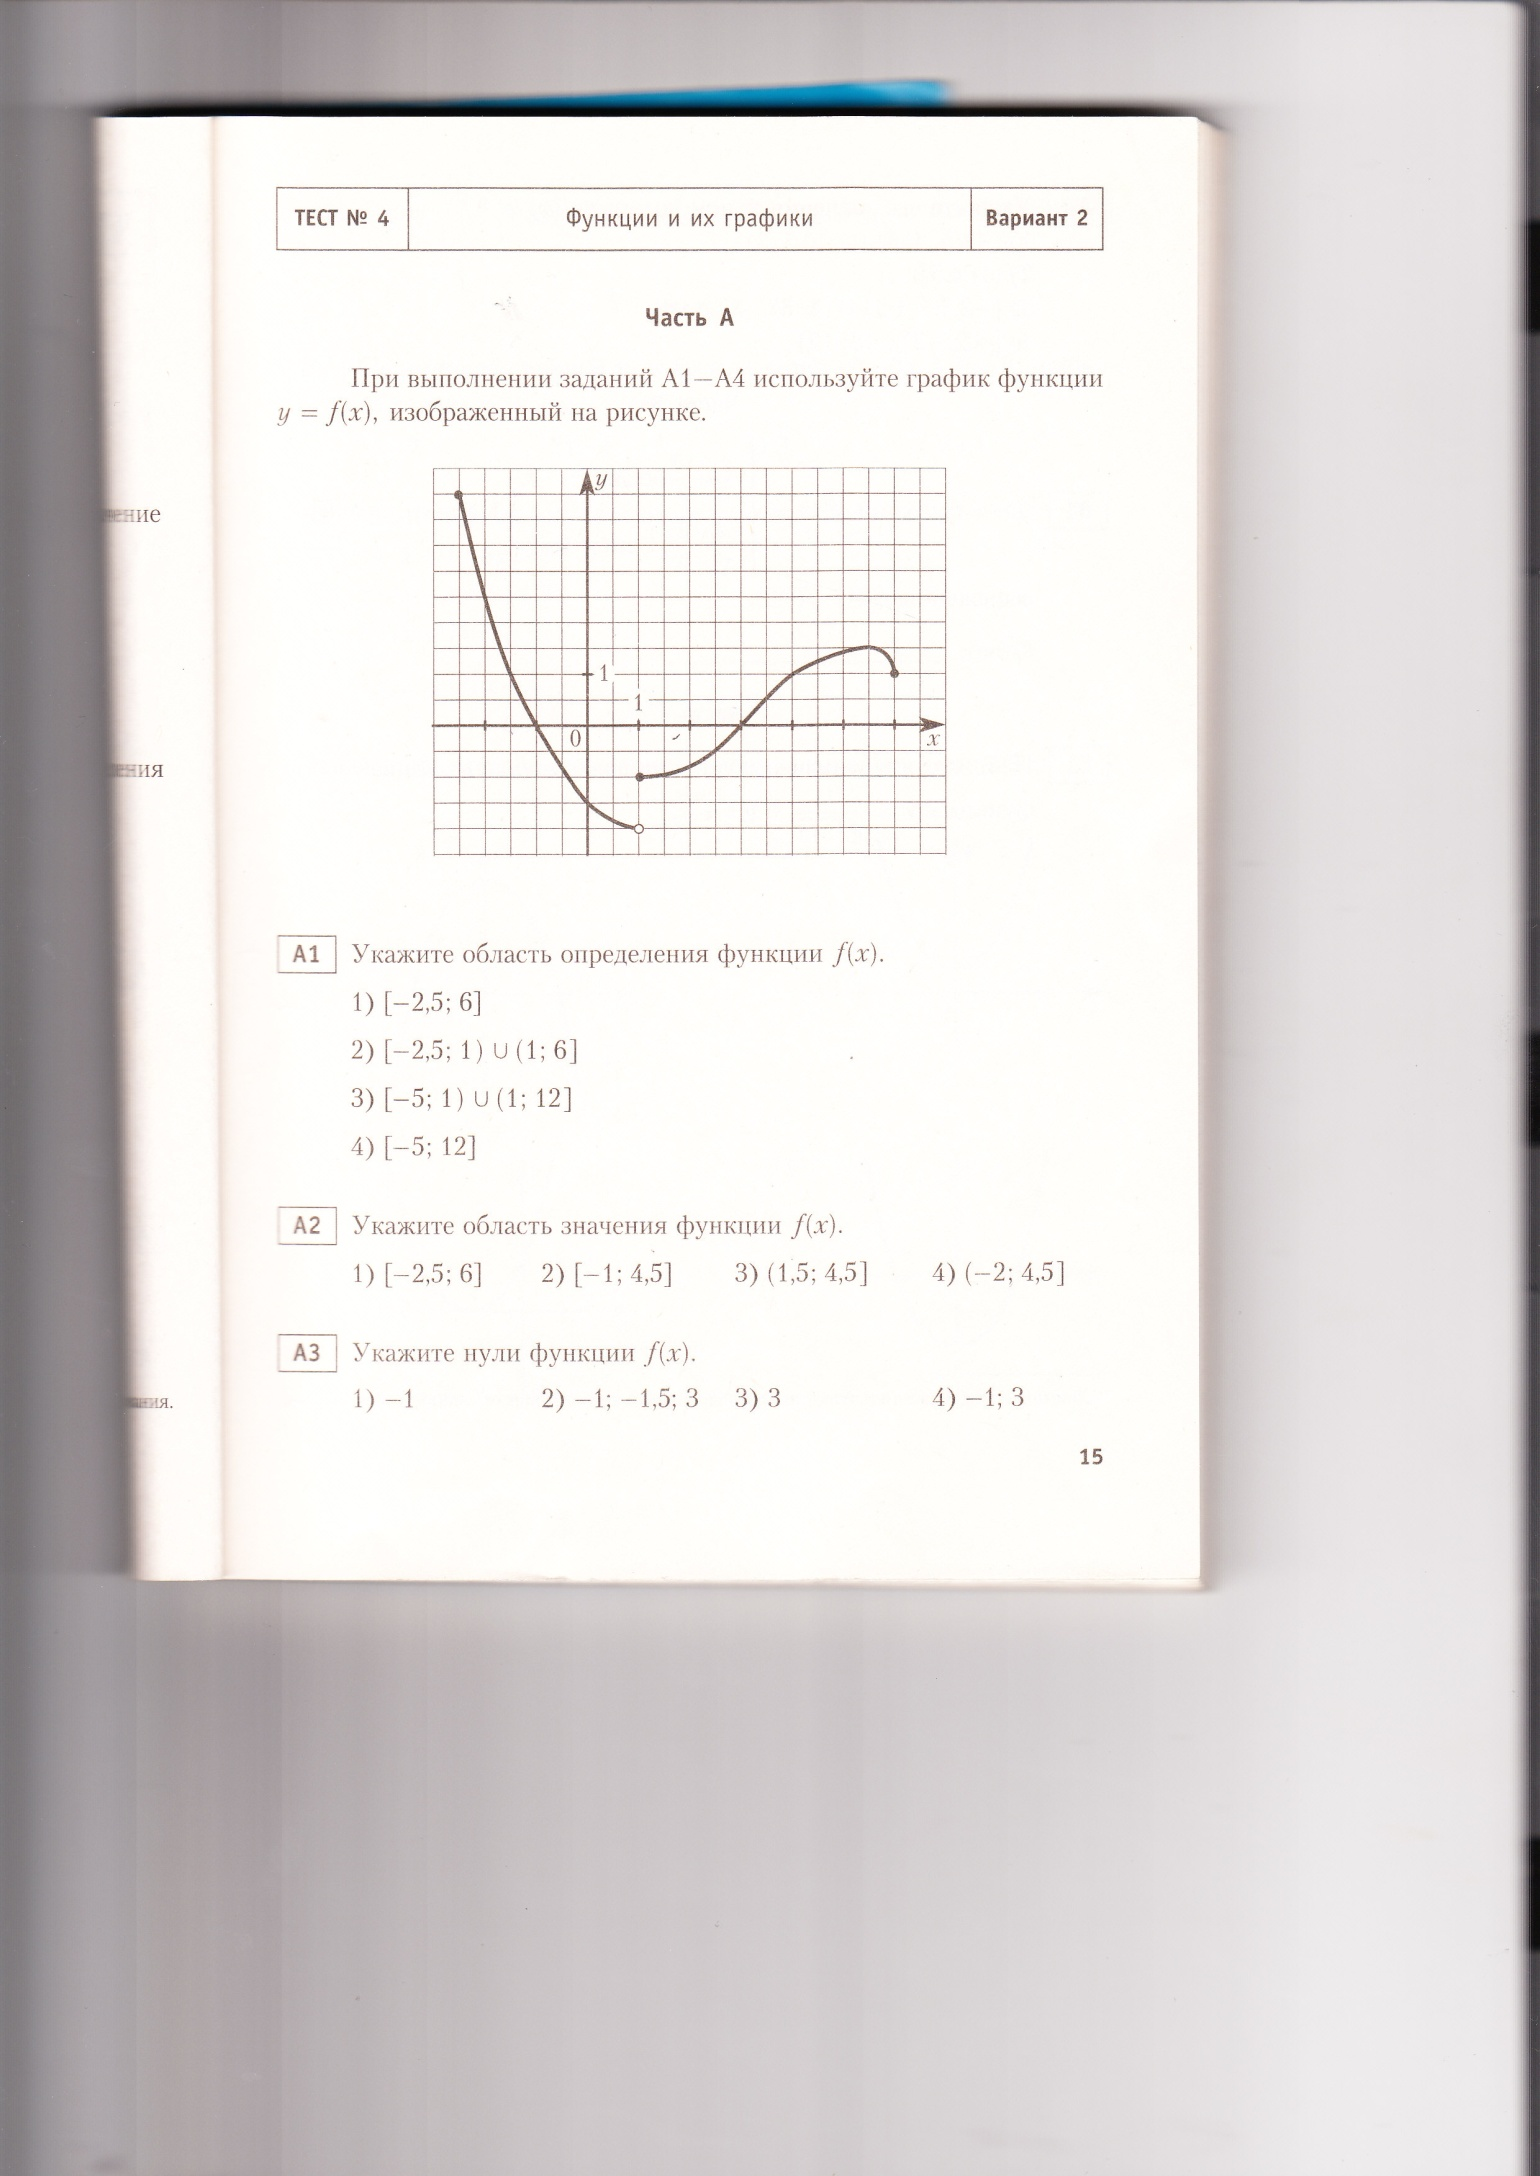 ТЕСТ № 4 Функции и их графики Вариант 2
Часть А
При выполнении заданий А1—А4 используйте график функции
y = f(x), изображенный на рисунке.
y
1
1
0
x
А1 Укажите область определения функции f(x).
1) [−2,5; 6]
2) [−2,5; 1) ∪ (1; 6]
3) [−5; 1) ∪ (1; 12]
4) [−5; 12]
А2 Укажите область значения функции f(x).
1) [−2,5; 6] 2) [−1; 4,5] 3) (1,5; 4,5] 4) (−2; 4,5]
А3 Укажите нули функции f(x).
1) −1 2) −1; −1,5; 3 3) 3 4) −1; 3
15